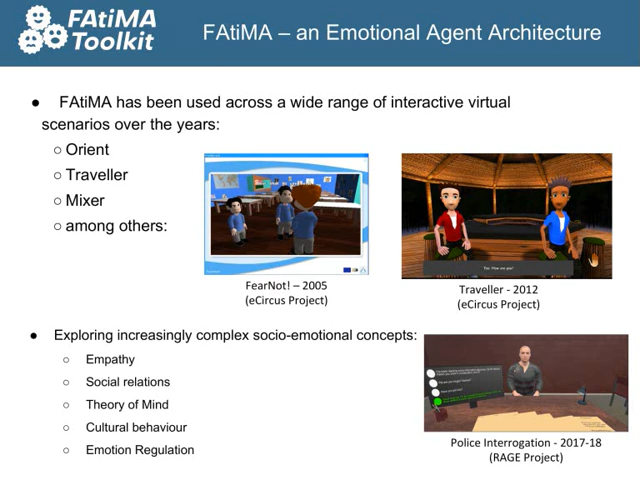 FAtiMA
Toolkit
FAtiMA – an Emotional Agent Architecture
● FAtiMA has been used across a wide range of interactive virtual
scenarios over the years:
○ Orient
○ Traveller
○ Mixer
○ among others:
FearNot! – 2005
(eCircus Project)
Traveller - 2012
(eCircus Project)
● Exploring increasingly complex socio-emotional concepts:
○ Empathy
○ Social relations
○ Theory of Mind
○ Cultural behaviour
○ Emotion Regulation
Police Interrogation - 2017-18
(RAGE Project)